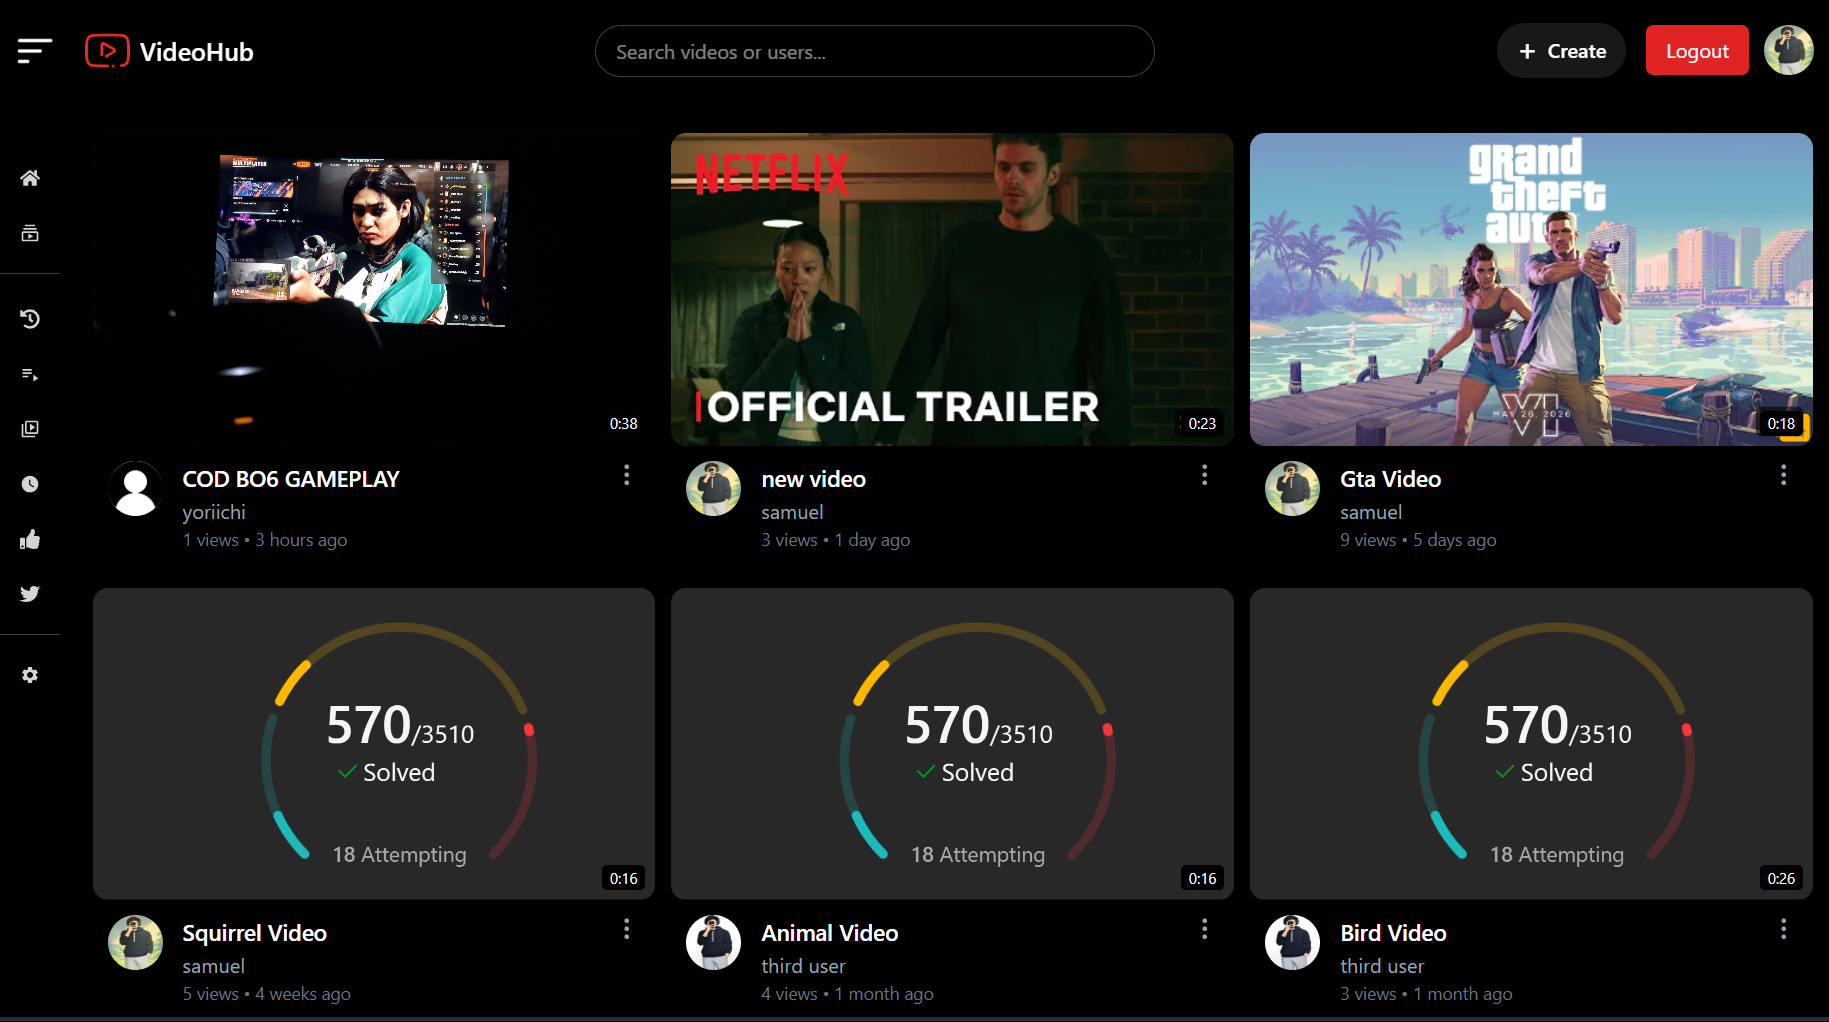 VideoHub
Search videos or users...
+ Create
Logout
MULTIPLAYER
0:38
NETFLIX
OFFICIAL TRAILER
0:23
grand
theft
auto
VI
MAY 26, 2026
0:18
COD BO6 GAMEPLAY
yoriichi
1 views • 3 hours ago
new video
samuel
3 views • 1 day ago
Gta Video
samuel
9 views • 5 days ago
570/3510
Solved
18 Attempting
0:16
570/3510
Solved
18 Attempting
0:16
570/3510
Solved
18 Attempting
0:26
Squirrel Video
samuel
5 views • 4 weeks ago
Animal Video
third user
4 views • 1 month ago
Bird Video
third user
3 views • 1 month ago